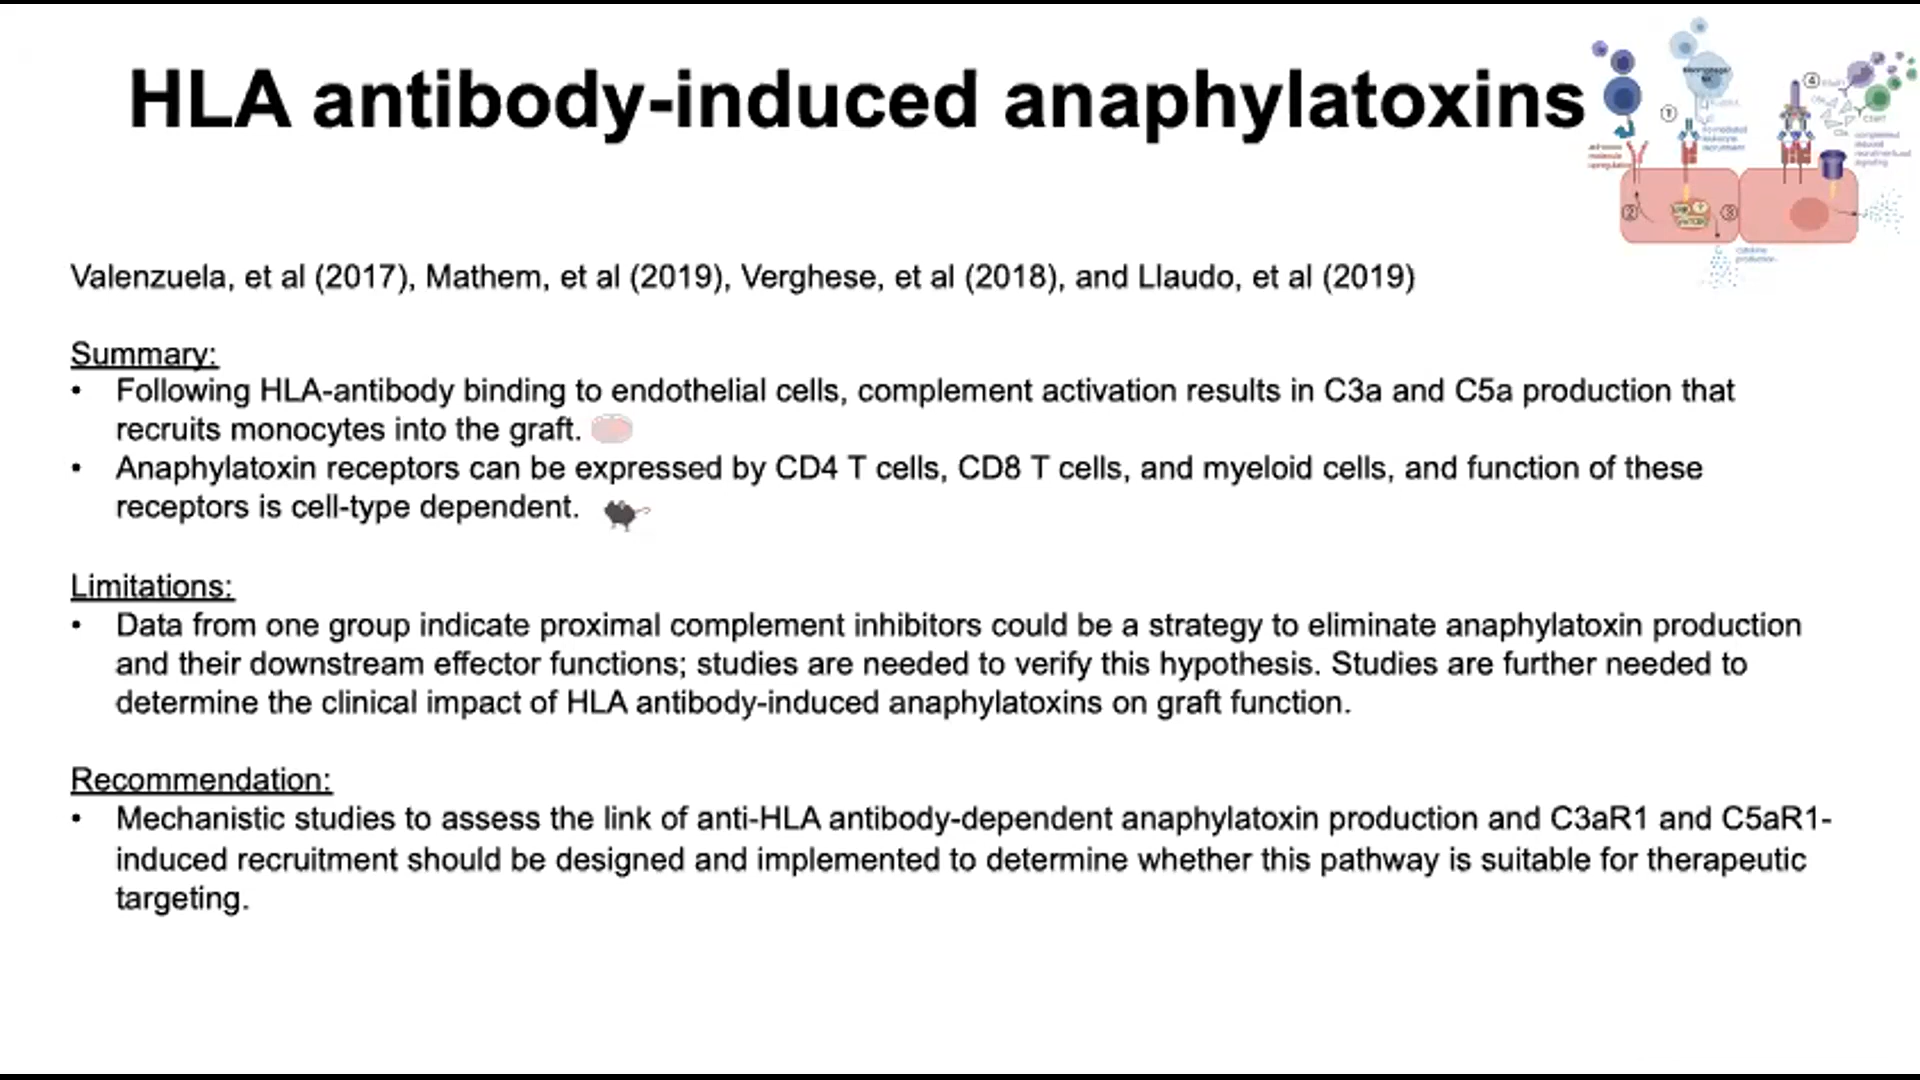 HLA antibody-induced anaphylatoxins
Valenzuela, et al (2017), Mathem, et al (2019), Verghese, et al (2018), and Llaudo, et al (2019)
Summary:
• Following HLA-antibody binding to endothelial cells, complement activation results in C3a and C5a production that
recruits monocytes into the graft.
• Anaphylatoxin receptors can be expressed by CD4 T cells, CD8 T cells, and myeloid cells, and function of these
receptors is cell-type dependent.
Limitations:
• Data from one group indicate proximal complement inhibitors could be a strategy to eliminate anaphylatoxin production
and their downstream effector functions; studies are needed to verify this hypothesis. Studies are further needed to
determine the clinical impact of HLA antibody-induced anaphylatoxins on graft function.
Recommendation:
• Mechanistic studies to assess the link of anti-HLA antibody-dependent anaphylatoxin production and C3aR1 and C5aR1-
induced recruitment should be designed and implemented to determine whether this pathway is suitable for therapeutic
targeting.
1
4
2
3
cytokine
production